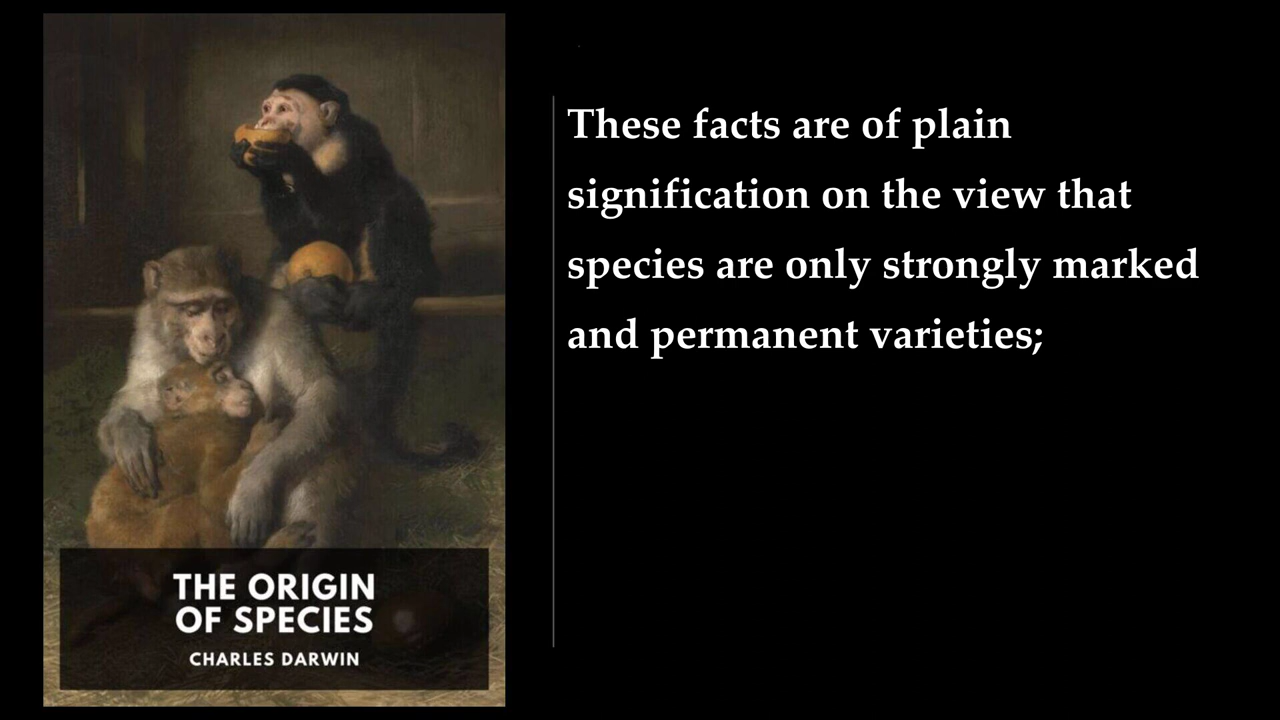 THE ORIGIN
OF SPECIES
CHARLES DARWIN
These facts are of plain
signification on the view that
species are only strongly marked
and permanent varieties;